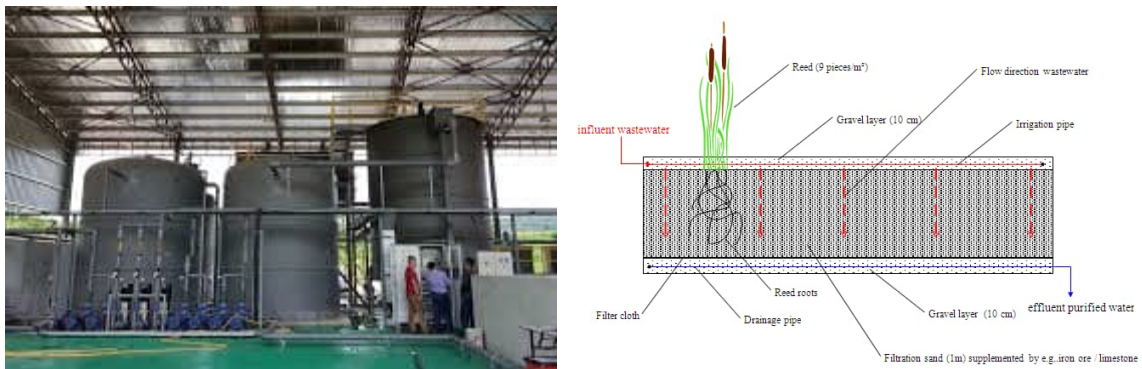 Reed (9 pieces/m²)
Flow direction wastewater
influent wastewater
Gravel layer (10 cm)
Irrigation pipe
Reed roots
Filter cloth
Drainage pipe
Gravel layer (10 cm)
effluent purified water
Filtration sand (1m) supplemented by e.g..iron ore / limestone